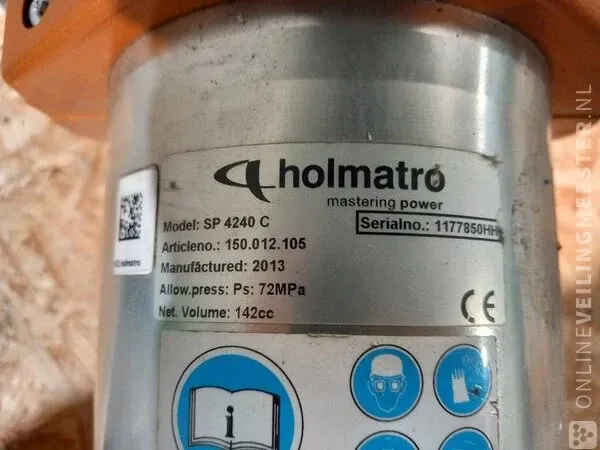 holmatro
mastering power
Model: SP 4240 C
Serialno.: 1177850HH
Articleno.: 150.012.105
Manufactured: 2013
Allow.press: Ps: 72MPa
Net. Volume: 142cc
CE
holmatro
i
ONLINEVEILINGMEESTER.NL